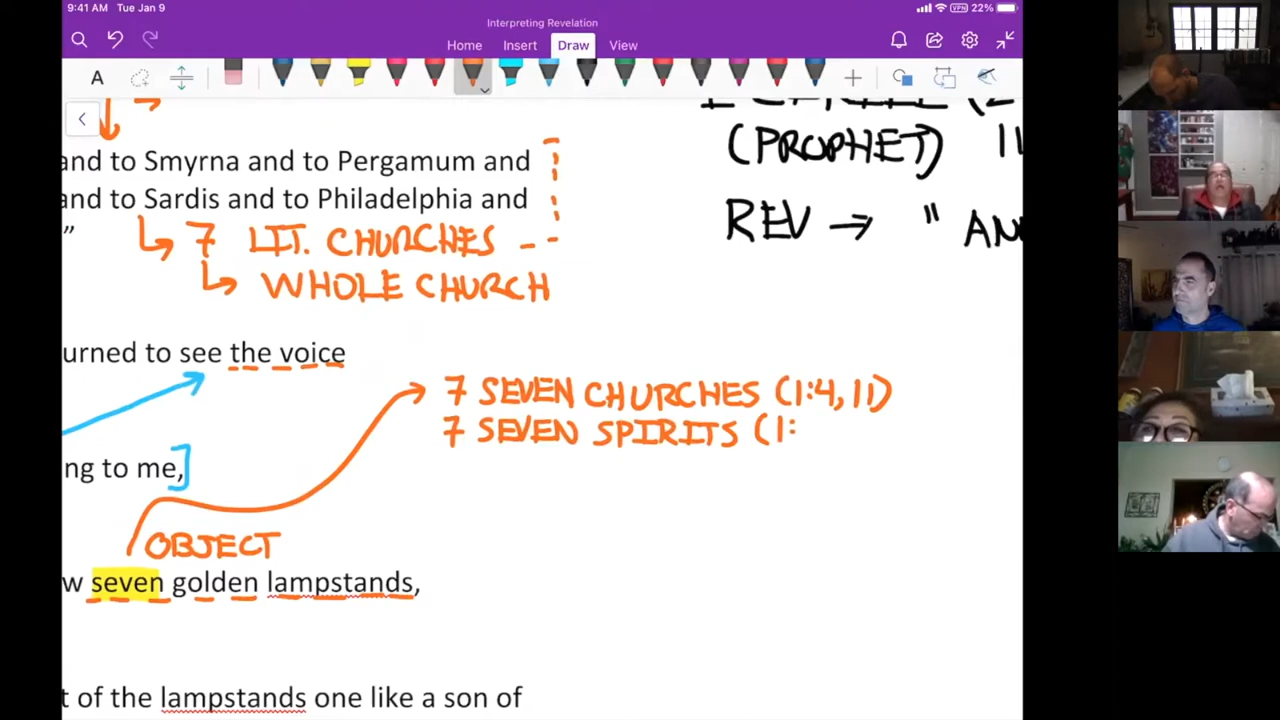 9:41 AM Tue Jan 9
VPN 22%
Interpreting Revelation
Home Insert Draw View
A
and to Smyrna and to Pergamum and
and to Sardis and to Philadelphia and
”
7 LIT. CHURCHES
WHOLE CHURCH
(PROPHET) 11
REV → " AN
urned to see the voice
7 SEVEN CHURCHES (1:4, 11)
7 SEVEN SPIRITS (1:
ng to me,]
OBJECT
w seven golden lampstands,
t of the lampstands one like a son of